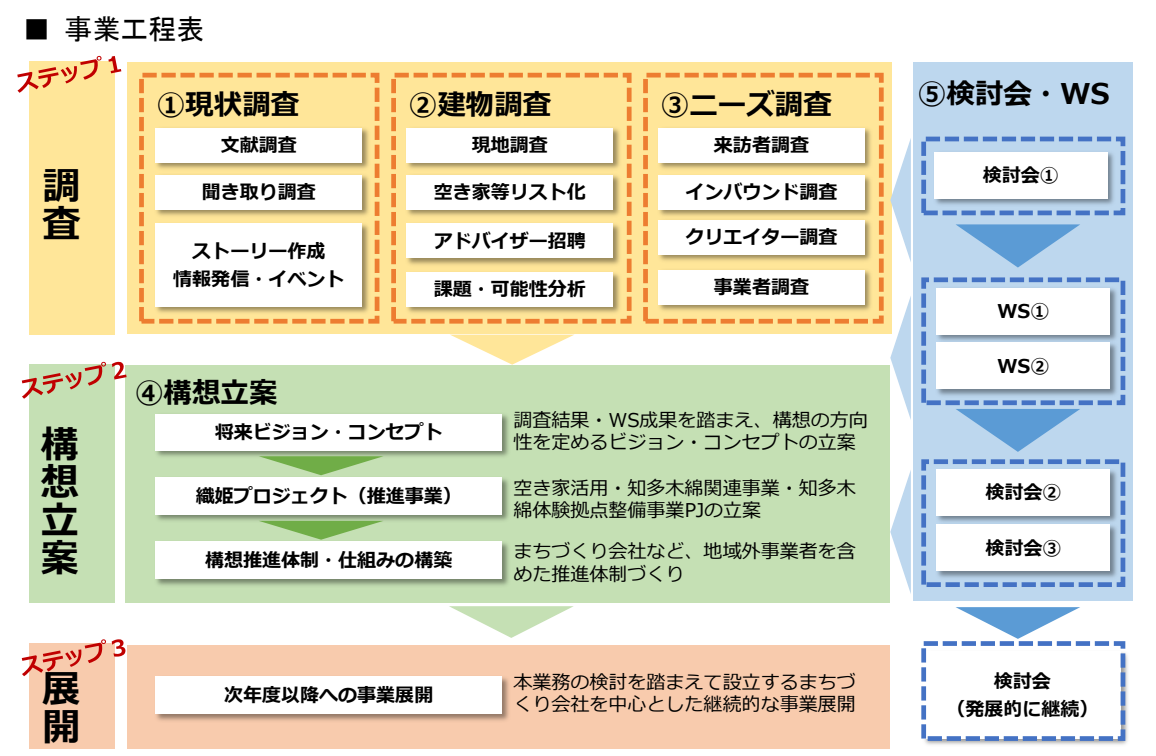 ■ 事業工程表
ステップ1
調査
①現状調査
文献調査
聞き取り調査
ストーリー作成
情報発信・イベント
②建物調査
現地調査
空き家等リスト化
アドバイザー招聘
課題・可能性分析
③ニーズ調査
来訪者調査
インバウンド調査
クリエイター調査
事業者調査
ステップ2
構想立案
④構想立案
将来ビジョン・コンセプト
調査結果・WS成果を踏まえ、構想の方向
性を定めるビジョン・コンセプトの立案
織姫プロジェクト（推進事業）
空き家活用・知多木綿関連事業・知多木
綿体験拠点整備事業PJの立案
構想推進体制・仕組みの構築
まちづくり会社など、地域外事業者を含
めた推進体制づくり
ステップ3
展開
次年度以降への事業展開
本業務の検討を踏まえて設立するまちづ
くり会社を中心とした継続的な事業展開
⑤検討会・WS
検討会①
WS①
WS②
検討会②
検討会③
検討会
（発展的に継続）